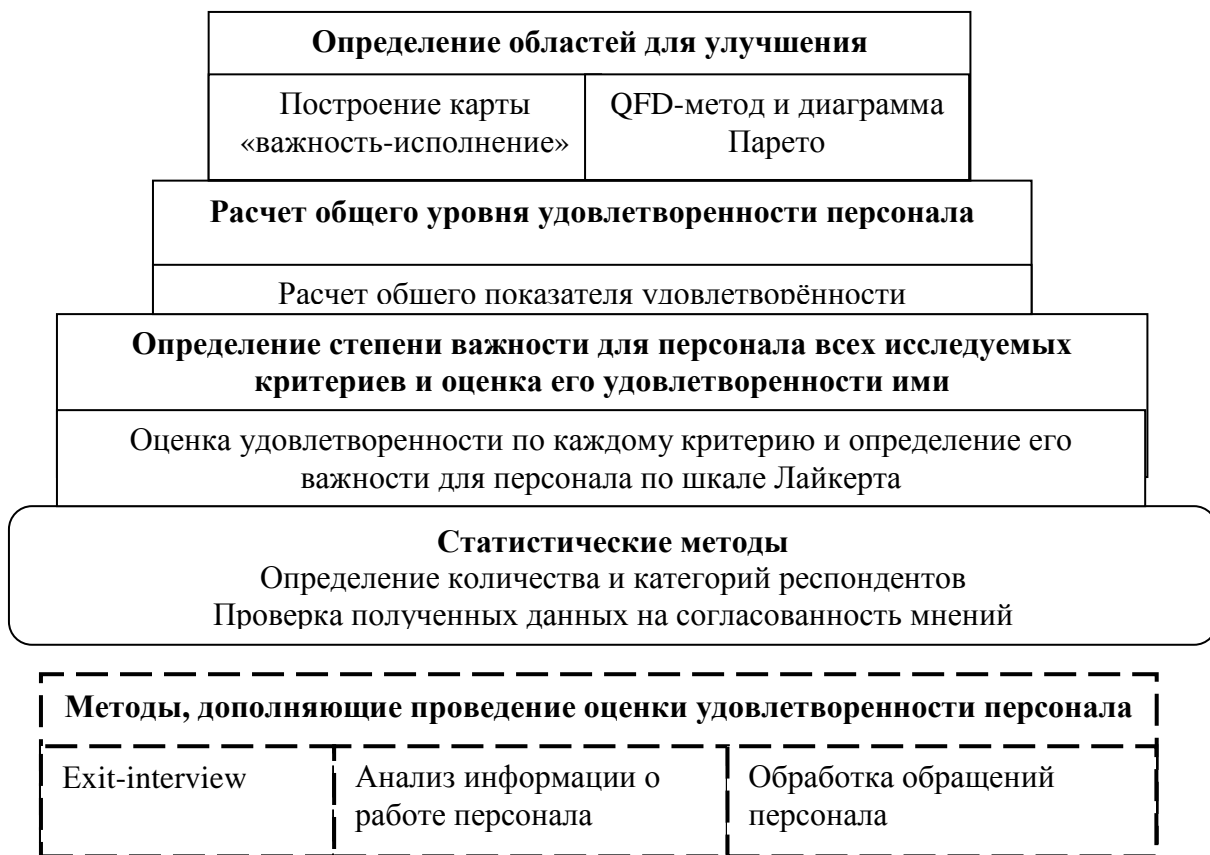 Определение областей для улучшения
Построение карты
«важность-исполнение»
QFD-метод и диаграмма
Парето
Расчет общего уровня удовлетворенности персонала
Расчет общего показателя удовлетворённости
Определение степени важности для персонала всех исследуемых
критериев и оценка его удовлетворенности ими
Оценка удовлетворенности по каждому критерию и определение его
важности для персонала по шкале Лайкерта
Статистические методы
Определение количества и категорий респондентов
Проверка полученных данных на согласованность мнений
Методы, дополняющие проведение оценки удовлетворенности персонала
Exit-interview
Анализ информации о
работе персонала
Обработка обращений
персонала